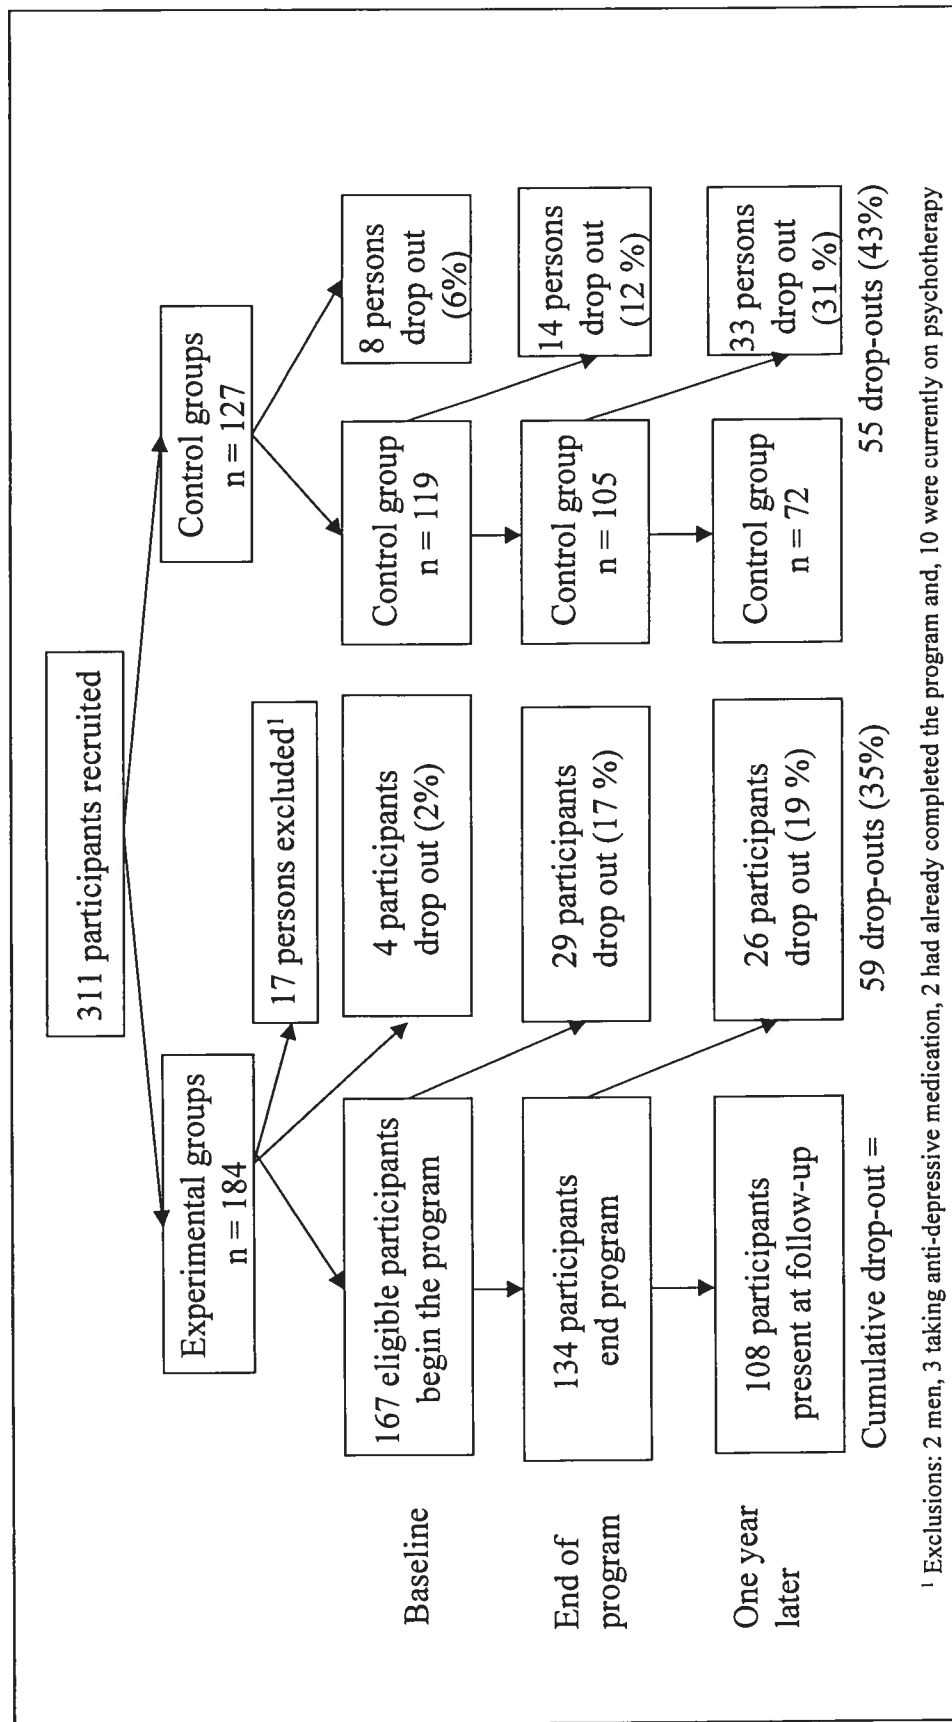 311 participants recruited
Experimental groups
n = 184
Control groups
n = 127
17 persons excluded¹
Baseline
167 eligible participants
begin the program
4 participants
drop out (2%)
Control group
n = 119
8 persons
drop out
(6%)
End of
program
134 participants
end program
29 participants
drop out (17 %)
Control group
n = 105
14 persons
drop out
(12 %)
One year
later
108 participants
present at follow-up
26 participants
drop out (19 %)
Control group
n = 72
33 persons
drop out
(31 %)
Cumulative drop-out =
59 drop-outs (35%)
55 drop-outs (43%)
¹ Exclusions: 2 men, 3 taking anti-depressive medication, 2 had already completed the program and, 10 were currently on psychotherapy